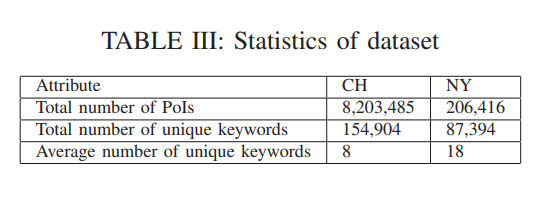 TABLE III: Statistics of dataset
Attribute CH NY
Total number of PoIs 8,203,485 206,416
Total number of unique keywords 154,904 87,394
Average number of unique keywords 8 18